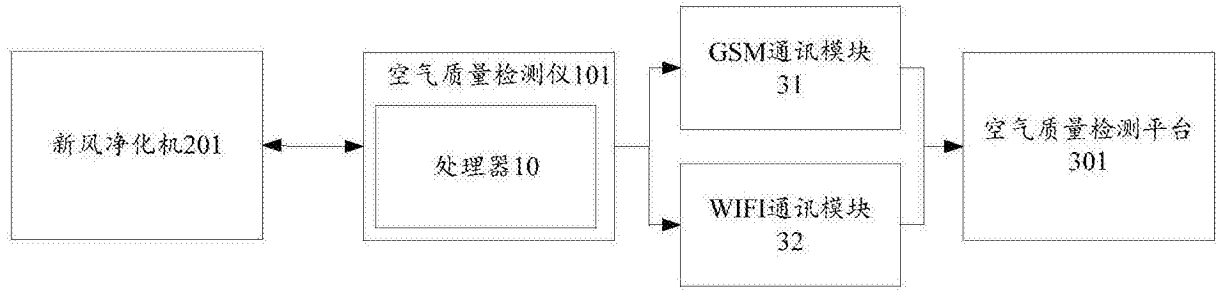 新风净化机201
空气质量检测仪101
处理器10
GSM通讯模块
31
WIFI通讯模块
32
空气质量检测平台
301